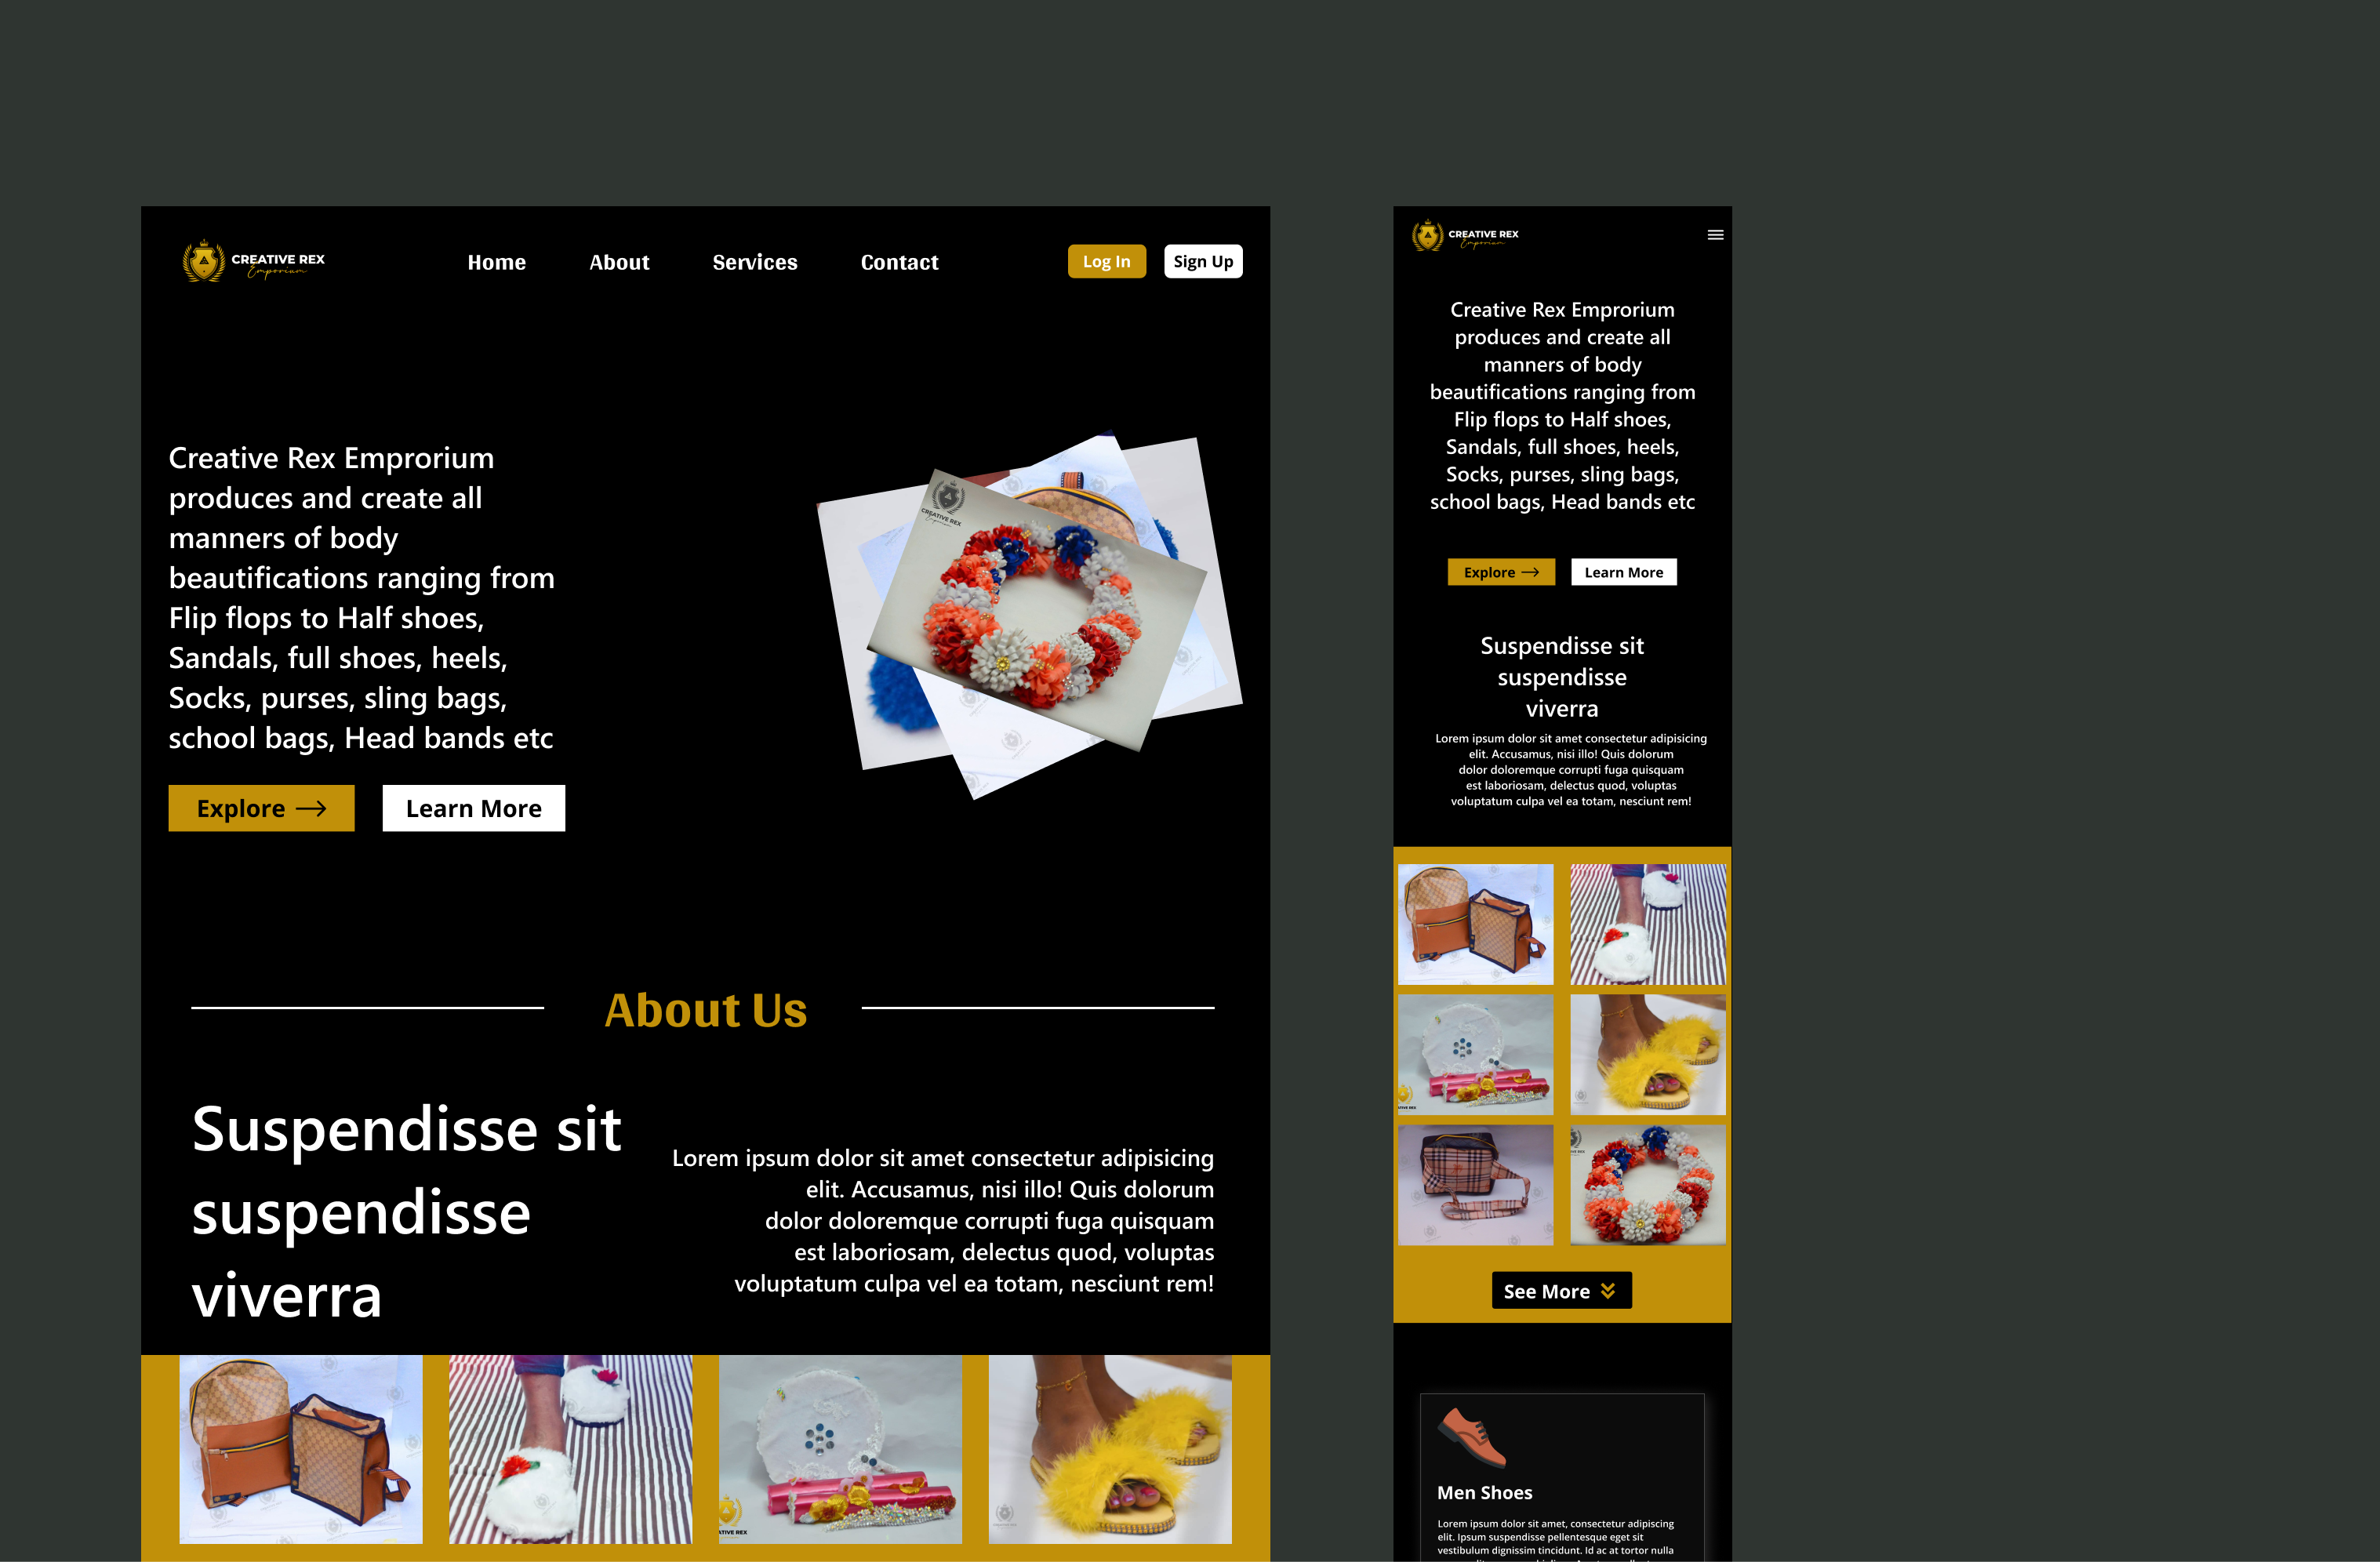 CREATIVE REX
Emporium
Home
About
Services
Contact
Log In
Sign Up
Creative Rex Emprorium
produces and create all
manners of body
beautifications ranging from
Flip flops to Half shoes,
Sandals, full shoes, heels,
Socks, purses, sling bags,
school bags, Head bands etc
Explore
Learn More
CREATIVE REX
Emporium
About Us
Suspendisse sit
suspendisse
viverra
Lorem ipsum dolor sit amet consectetur adipisicing
elit. Accusamus, nisi illo! Quis dolorum
dolor doloremque corrupti fuga quisquam
est laboriosam, delectus quod, voluptas
voluptatum culpa vel ea totam, nesciunt rem!
CREATIVE REX
Emporium
Creative Rex Emprorium
produces and create all
manners of body
beautifications ranging from
Flip flops to Half shoes,
Sandals, full shoes, heels,
Socks, purses, sling bags,
school bags, Head bands etc
Explore
Learn More
Suspendisse sit
suspendisse
viverra
Lorem ipsum dolor sit amet consectetur adipisicing
elit. Accusamus, nisi illo! Quis dolorum
dolor doloremque corrupti fuga quisquam
est laboriosam, delectus quod, voluptas
voluptatum culpa vel ea totam, nesciunt rem!
See More
Men Shoes
Lorem ipsum dolor sit amet, consectetur adipiscing
elit. Ipsum suspendisse pellentesque eget sit
vestibulum dignissim tincidunt. Id ac at tortor nulla